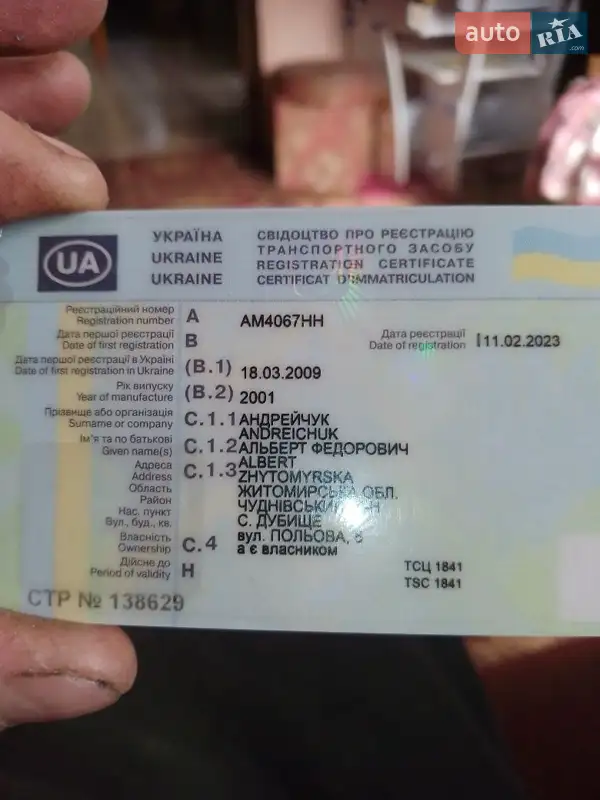 auto RIA .com
УКРАЇНА СВІДОЦТВО ПРО РЕЄСТРАЦІЮ
ТРАНСПОРТНОГО ЗАСОБУ
UKRAINE REGISTRATION CERTIFICATE
UKRAINE CERTIFICAT D'IMMATRICULATION
UA
Реєстраційний номер
Registration number A AM4067HH
Дата першої реєстрації
Date of first registration B
Дата реєстрації
Date of registration I 11.02.2023
Дата першої реєстрації в Україні
Date of first registration in Ukraine (B.1) 18.03.2009
Рік випуску
Year of manufacture (B.2) 2001
Прізвище або організація
Surname or company C.1.1 АНДРЕЙЧУК
ANDREICHUK
Ім'я та по батькові
Given name(s) C.1.2 АЛЬБЕРТ ФЕДОРОВИЧ
ALBERT
Адреса
Address C.1.3 ZHYTOMYRSKA
Область ЖИТОМИРСЬКА ОБЛ.
Район
Нас. пункт С. ДУБИЩЕ
Вул., буд., кв. вул. ПОЛЬОВА,
Власність
Ownership C.4 а є власником
Дійсне до
Period of validity H
ТСЦ 1841
TSC 1841
СТР № 138629